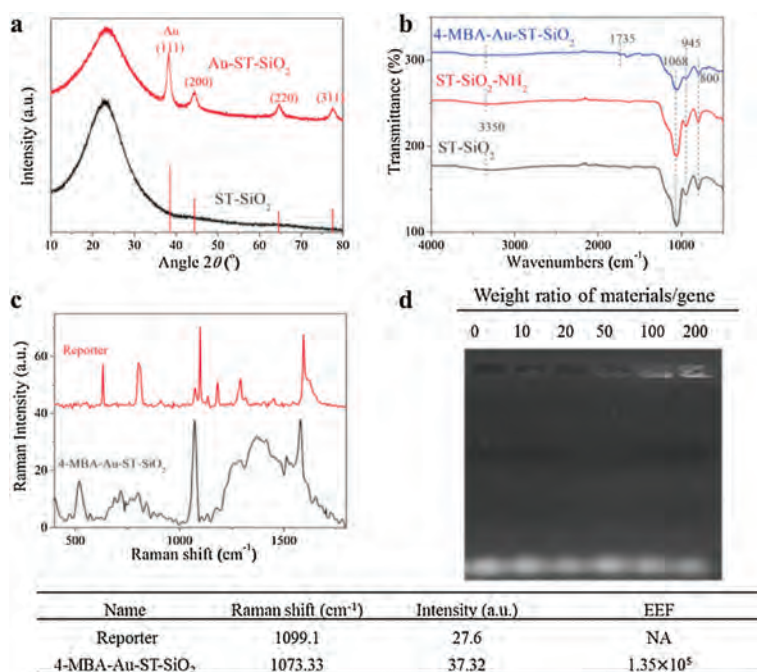 a
Au
(111)
Au-ST-SiO₂
(200)
(220)
(311)
ST-SiO₂
Intensity (a.u.)
10 20 30 40 50 60 70 80
Angle 2θ (°)
b
4-MBA-Au-ST-SiO₂
1735
945
1068
800
ST-SiO₂-NH₂
3350
ST-SiO₂
Transmittance (%)
300
200
100
4000 3000 2000 1000
Wavenumbers (cm⁻¹)
c
Reporter
4-MBA-Au-ST-SiO₂
Raman Intensity (a.u.)
60
40
20
0
500 1000 1500
Raman shift (cm⁻¹)
d
Weight ratio of materials/gene
0 10 20 50 100 200
Name Raman shift (cm⁻¹) Intensity (a.u.) EEF
Reporter 1099.1 27.6 NA
4-MBA-Au-ST-SiO₂ 1073.33 37.32 1.35×10⁵